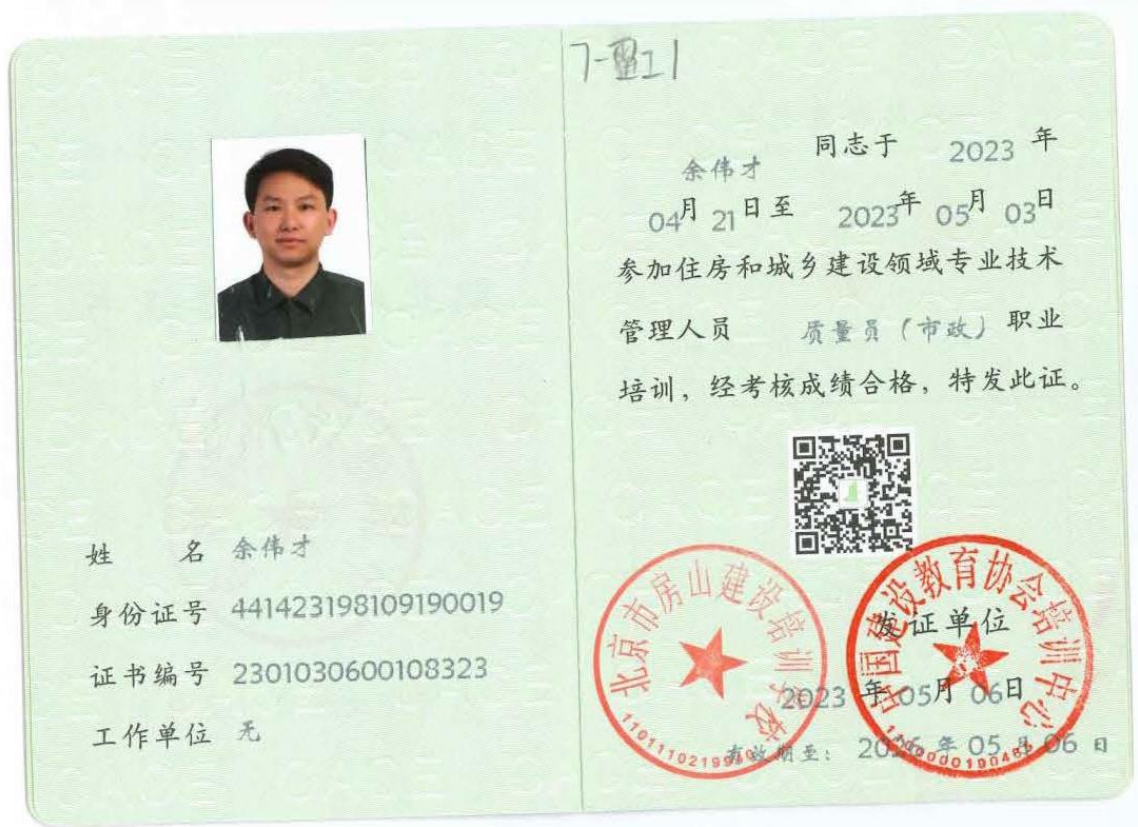 姓 名 余伟才
身份证号 441423198109190019
证书编号 2301030600108323
工作单位 无
余伟才 同志于 2023 年
04月 21 日至 2023年 05月 03日
参加住房和城乡建设领域专业技术
管理人员 质量员（市政）职业
培训，经考核成绩合格，特发此证。
北京市房山建设培训学校
中国建设教育协会培训中心
发证单位
2023 年 05月 06日
有效期至： 2026 年 05 月 06 日